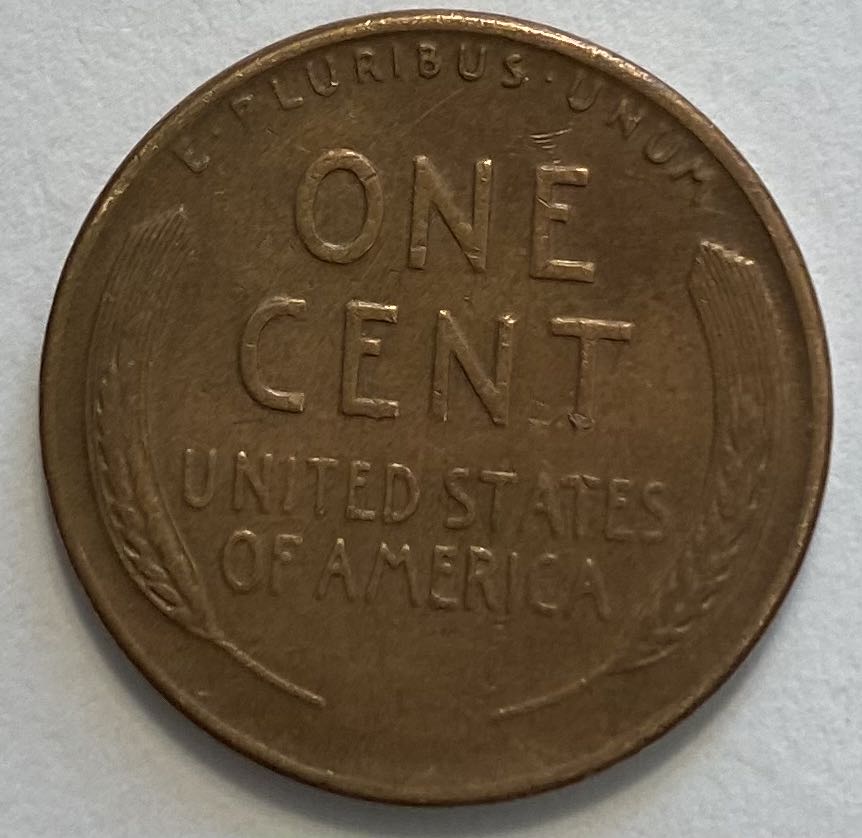 E·PLURIBUS·UNUM
ONE
CENT
UNITED STATES
OF AMERICA